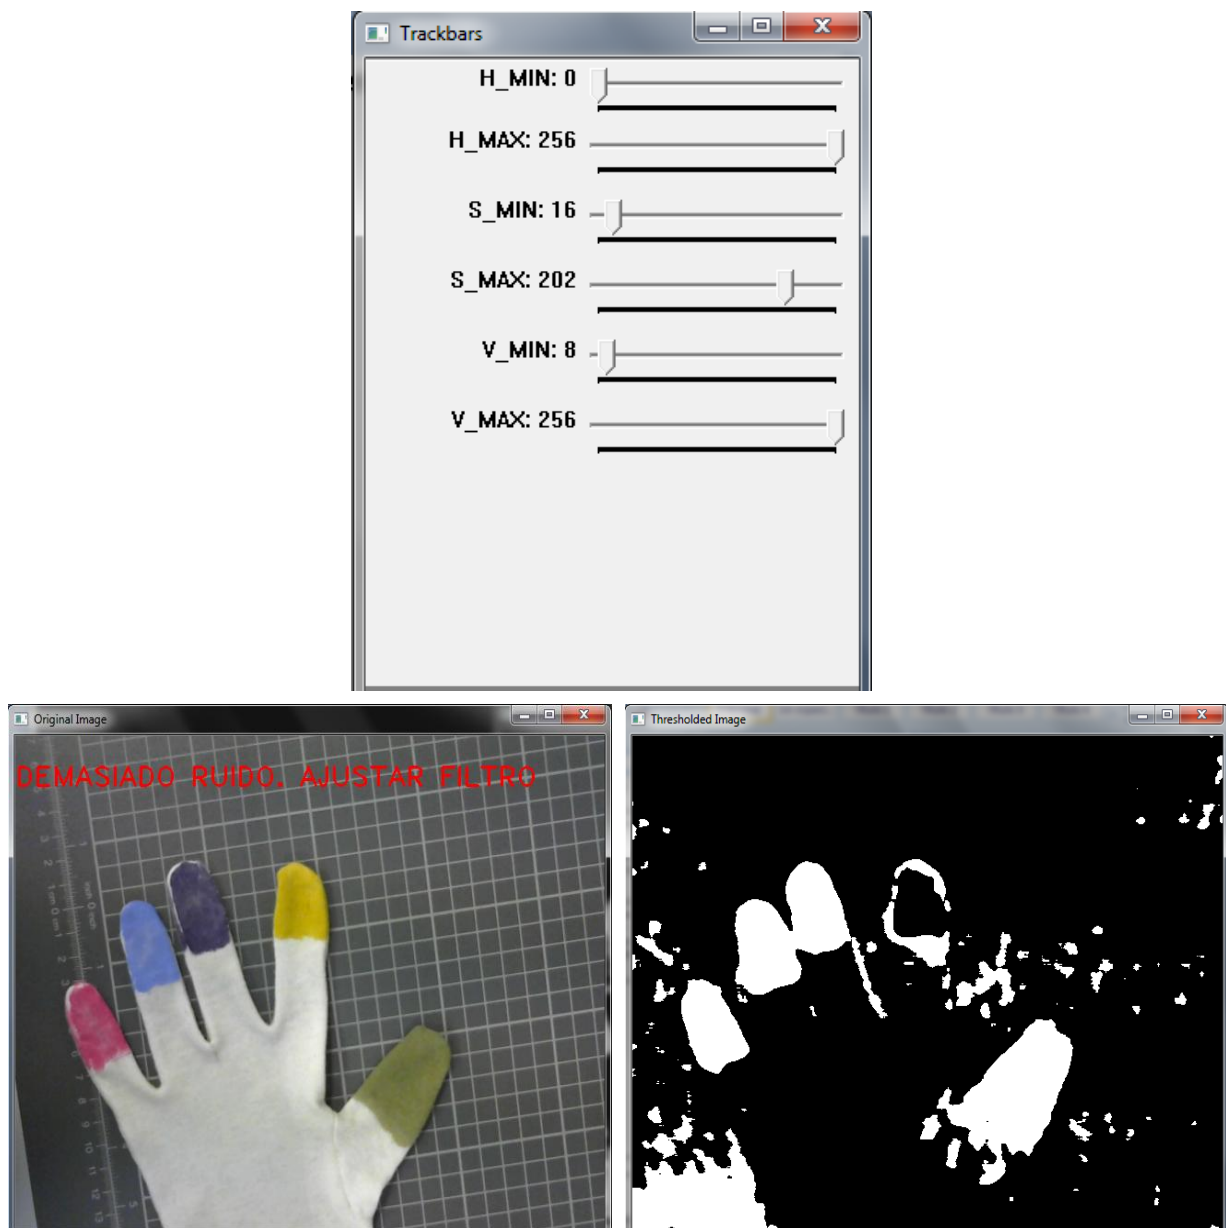 Trackbars
H_MIN: 0
H_MAX: 256
S_MIN: 16
S_MAX: 202
V_MIN: 8
V_MAX: 256
Original Image
DEMASIADO RUIDO. AJUSTAR FILTRO
Thresholded Image